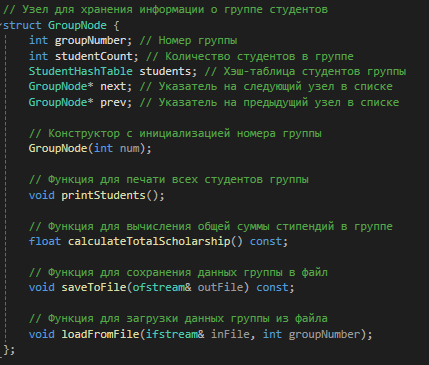 // Узел для хранения информации о группе студентов
struct GroupNode {
int groupNumber; // Номер группы
int studentCount; // Количество студентов в группе
StudentHashTable students; // Хэш-таблица студентов группы
GroupNode* next; // Указатель на следующий узел в списке
GroupNode* prev; // Указатель на предыдущий узел в списке
// Конструктор с инициализацией номера группы
GroupNode(int num);
// Функция для печати всех студентов группы
void printStudents();
// Функция для вычисления общей суммы стипендий в группе
float calculateTotalScholarship() const;
// Функция для сохранения данных группы в файл
void saveToFile(ofstream& outFile) const;
// Функция для загрузки данных группы из файла
void loadFromFile(ifstream& inFile, int groupNumber);
};